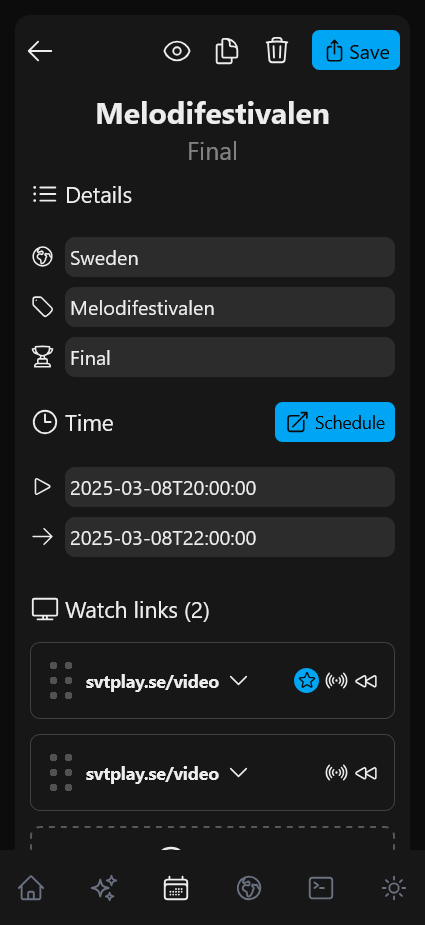 Save
Melodifestivalen
Final
Details
Sweden
Melodifestivalen
Final
Time
Schedule
2025-03-08T20:00:00
2025-03-08T22:00:00
Watch links (2)
svtplay.se/video
svtplay.se/video